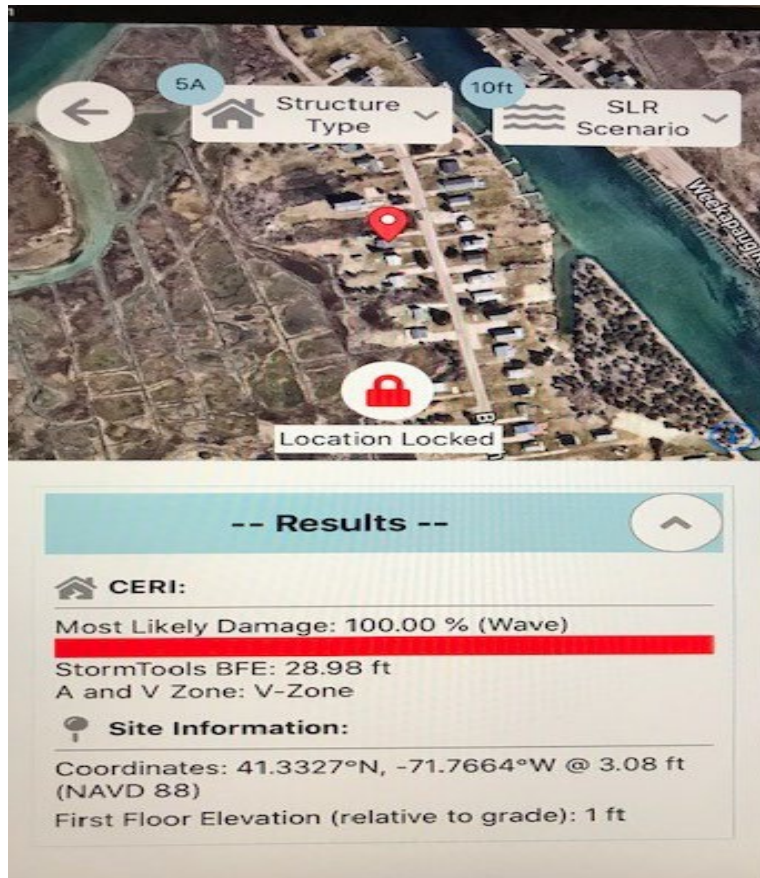 5A
Structure
Type
10ft
SLR
Scenario
Location Locked
-- Results --
CERI:
Most Likely Damage: 100.00 % (Wave)
StormTools BFE: 28.98 ft
A and V Zone: V-Zone
Site Information:
Coordinates: 41.3327°N, -71.7664°W @ 3.08 ft
(NAVD 88)
First Floor Elevation (relative to grade): 1 ft